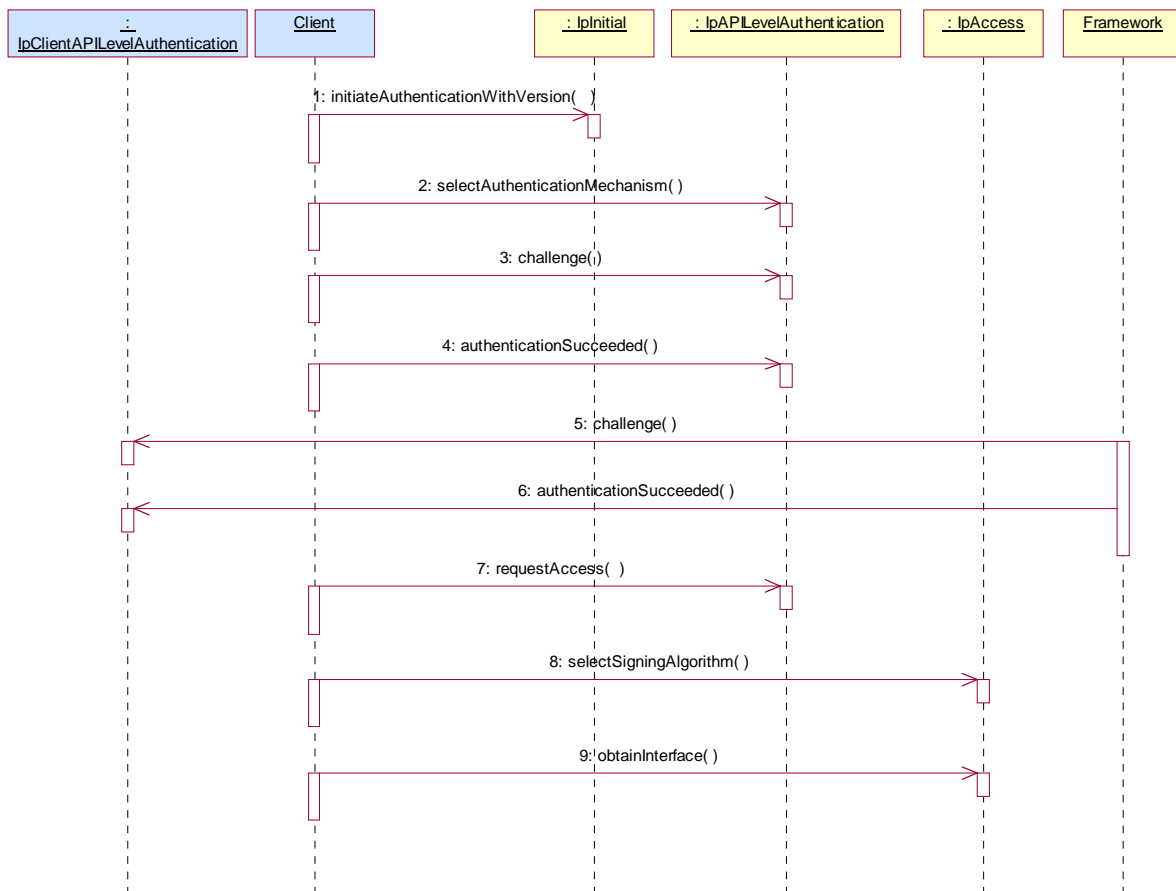 :
IpClientAPILevelAuthentication
Client
: IpInitial
: IpAPILevelAuthentication
: IpAccess
Framework
1: initiateAuthenticationWithVersion( )
2: selectAuthenticationMechanism( )
3: challenge( )
4: authenticationSucceeded( )
5: challenge( )
6: authenticationSucceeded( )
7: requestAccess( )
8: selectSigningAlgorithm( )
9: obtainInterface( )